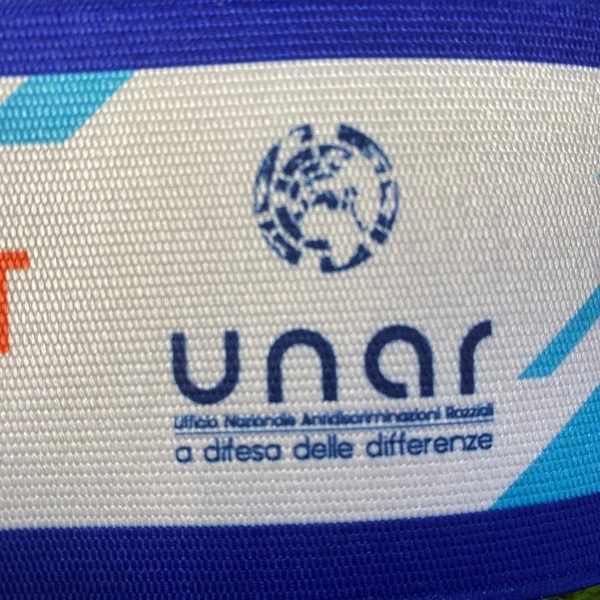 T
unar
Ufficio Nazionale Antidiscriminazioni Razziali
a difesa delle differenze